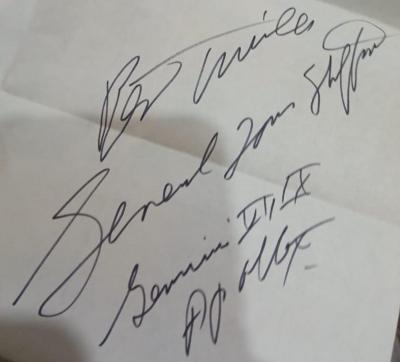 Best Wishes
General Tom Stafford
Gemini VI, IX
Apollo X